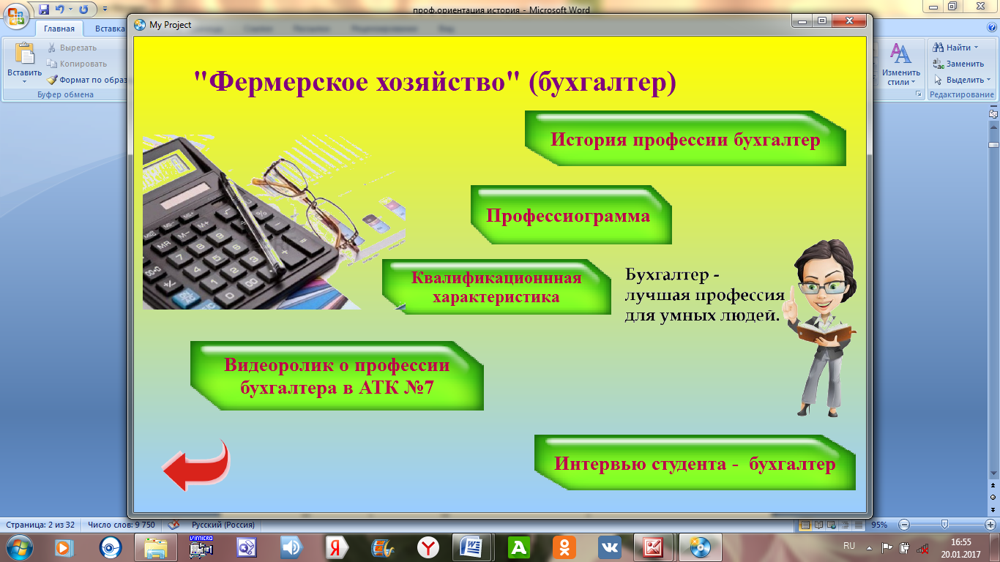 проф.ориентация история - Microsoft Word
My Project
Главная
Вставка
Вырезать
Копировать
Формат по образ
Вставить
Буфер обмена
Изменить
стили
Найти
Заменить
Выделить
Редактирование
"Фермерское хозяйство" (бухгалтер)
История профессии бухгалтер
Профессиограмма
Квалификационнная
характеристика
Бухгалтер -
лучшая профессия
для умных людей.
Видеоролик о профессии
бухгалтера в АТК №7
Интервью студента - бухгалтер
Страница: 2 из 32
Число слов: 9 750
Русский (Россия)
95%
VIMICRO
RU
16:55
20.01.2017